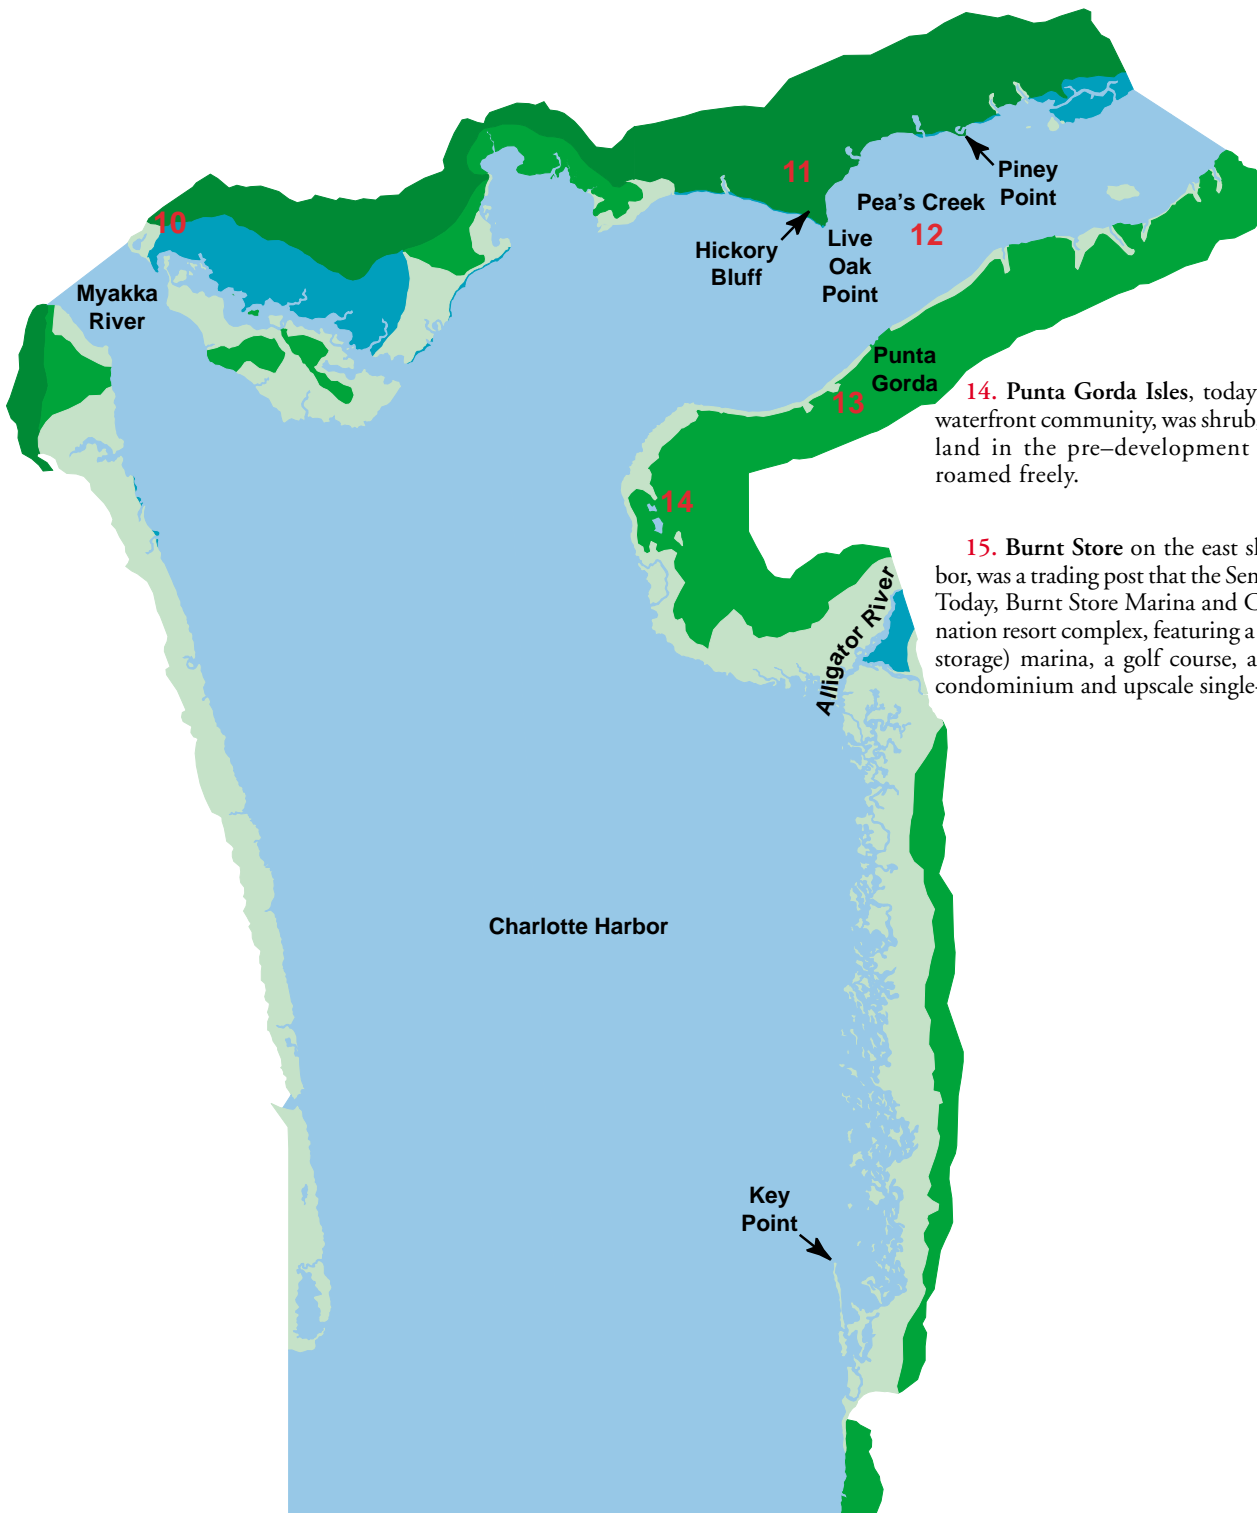 11
Piney
Point
Pea's Creek
12
10
Hickory
Bluff
Live
Oak
Point
Myakka
River
Punta
Gorda
13
14. Punta Gorda Isles, today
waterfront community, was shrub,
land in the pre–development
roamed freely.
14
15. Burnt Store on the east sh
bor, was a trading post that the Sem
Today, Burnt Store Marina and C
nation resort complex, featuring a
storage) marina, a golf course, a
condominium and upscale single-
Alligator River
Charlotte Harbor
Key
Point